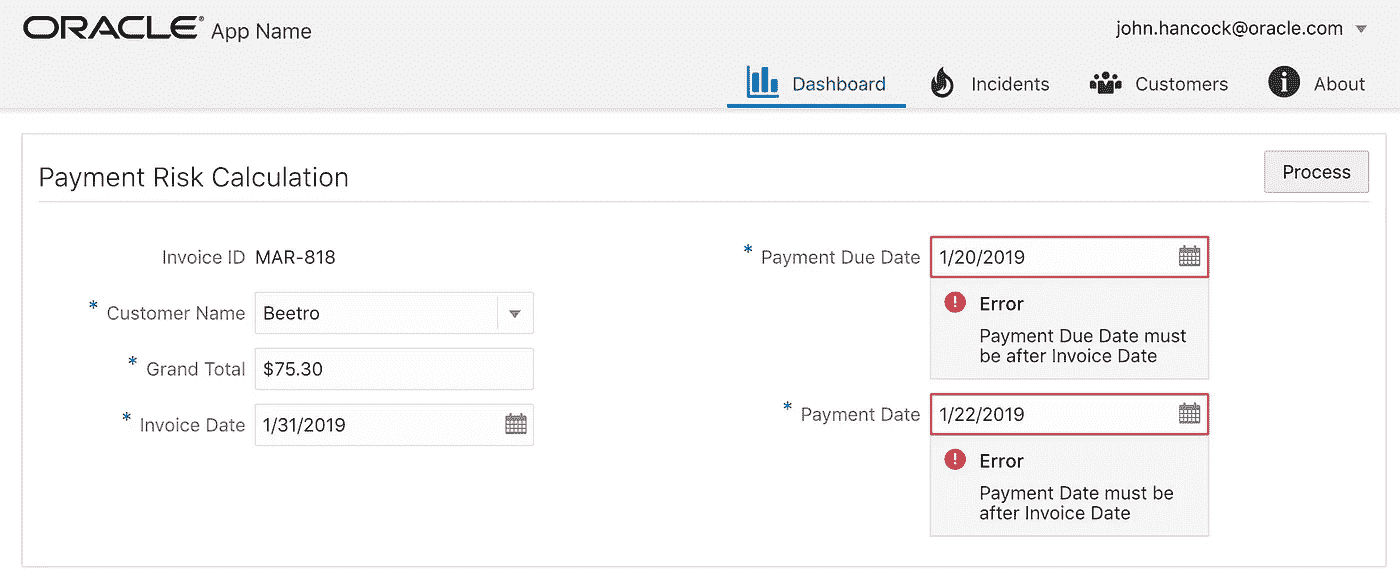 ORACLE® App Name
john.hancock@oracle.com
Dashboard
Incidents
Customers
About
Payment Risk Calculation
Process
Invoice ID MAR-818
* Customer Name Beetro
* Grand Total $75.30
* Invoice Date 1/31/2019
* Payment Due Date 1/20/2019
! Error
Payment Due Date must
be after Invoice Date
* Payment Date 1/22/2019
! Error
Payment Date must be
after Invoice Date